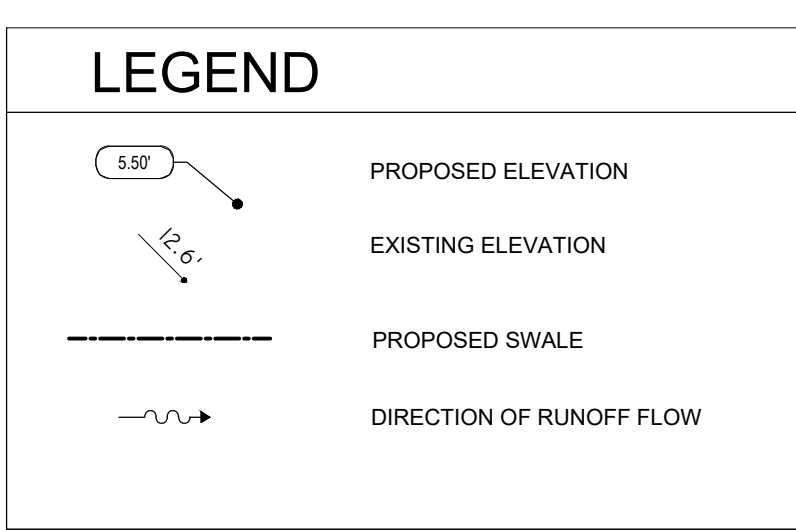 LEGEND
5.50'
PROPOSED ELEVATION
12.6'
EXISTING ELEVATION
PROPOSED SWALE
DIRECTION OF RUNOFF FLOW